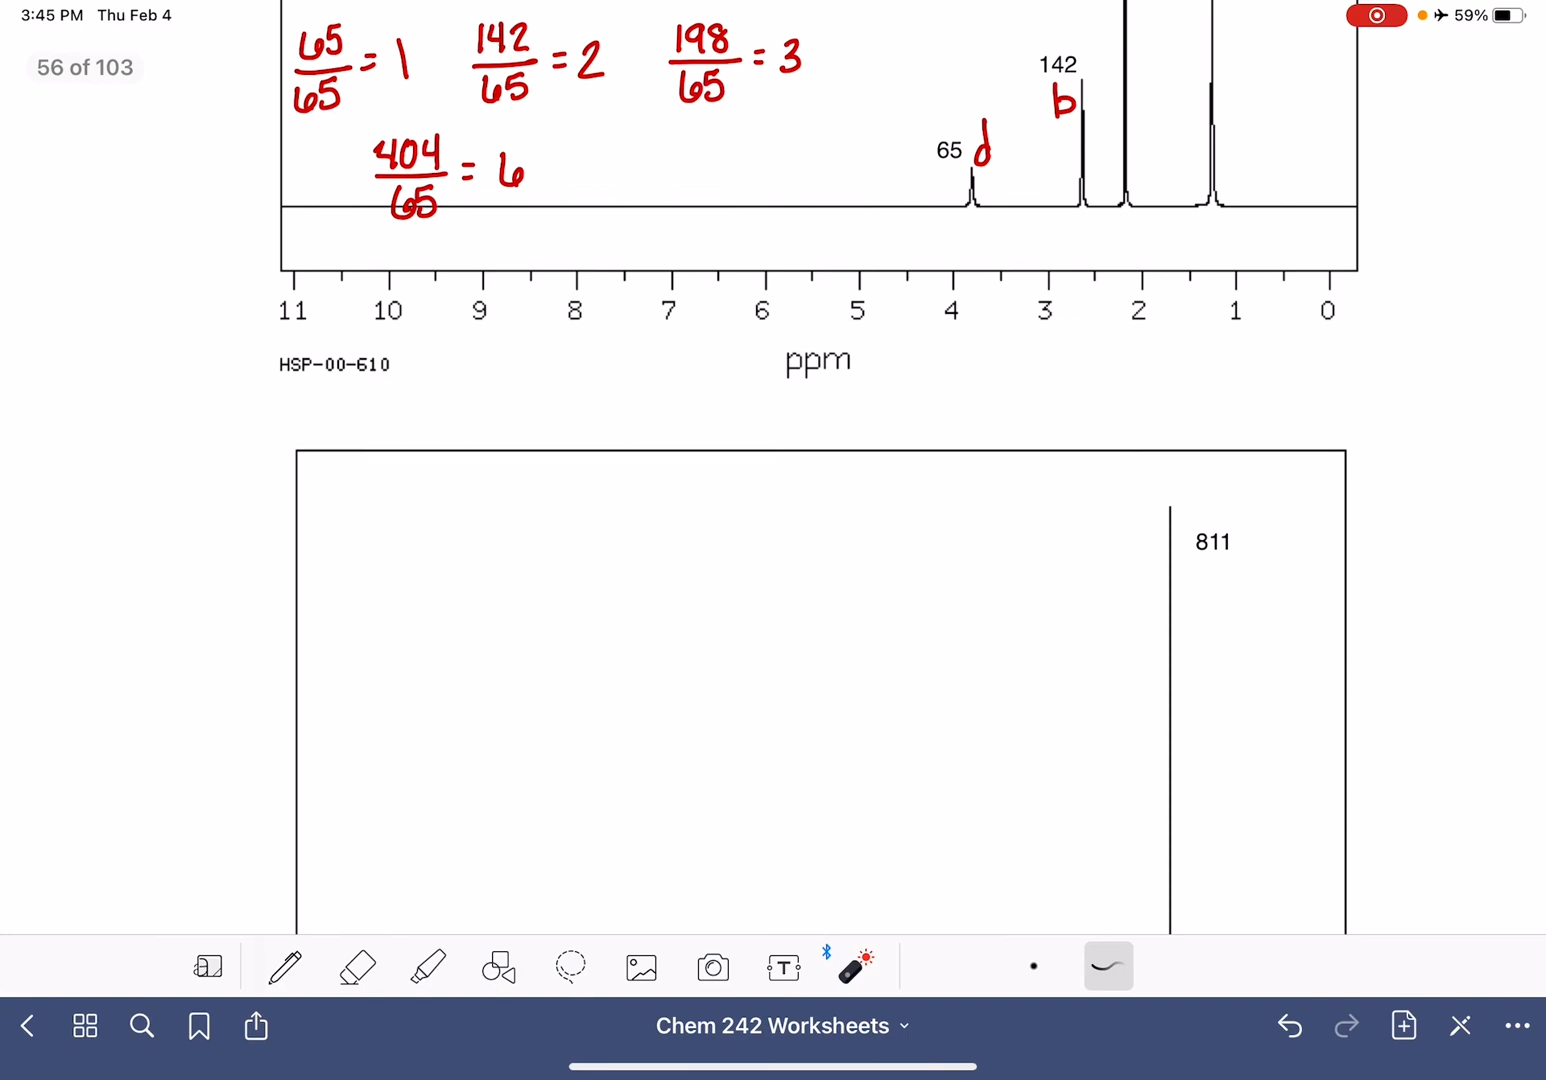 3:45 PM Thu Feb 4
59%
56 of 103
65/65 = 1 142/65 = 2 198/65 = 3
404/65 = 6
142
b
65 d
11 10 9 8 7 6 5 4 3 2 1 0
HSP-00-610
ppm
811
T
Chem 242 Worksheets